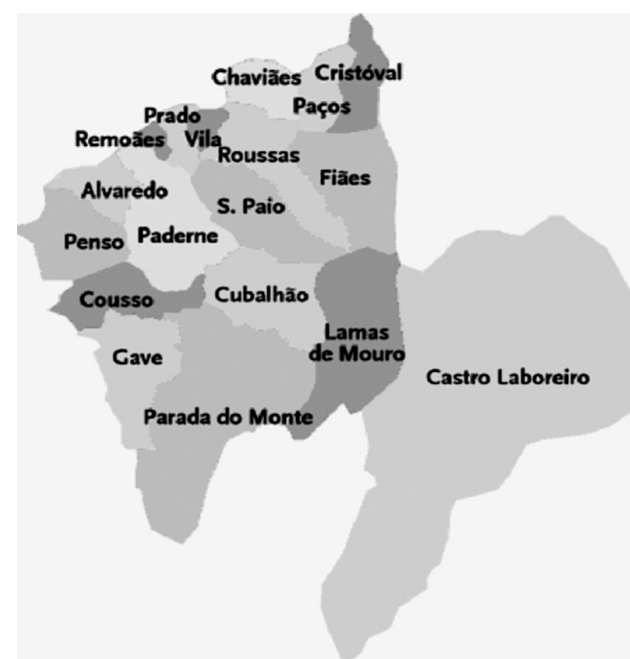 Cristóval
Chaviães
Paços
Prado
Remoães
Vila
Roussas
Fiães
Alvaredo
S. Paio
Penso
Paderne
Cousso
Cubalhão
Lamas
de Mouro
Gave
Castro Laboreiro
Parada do Monte